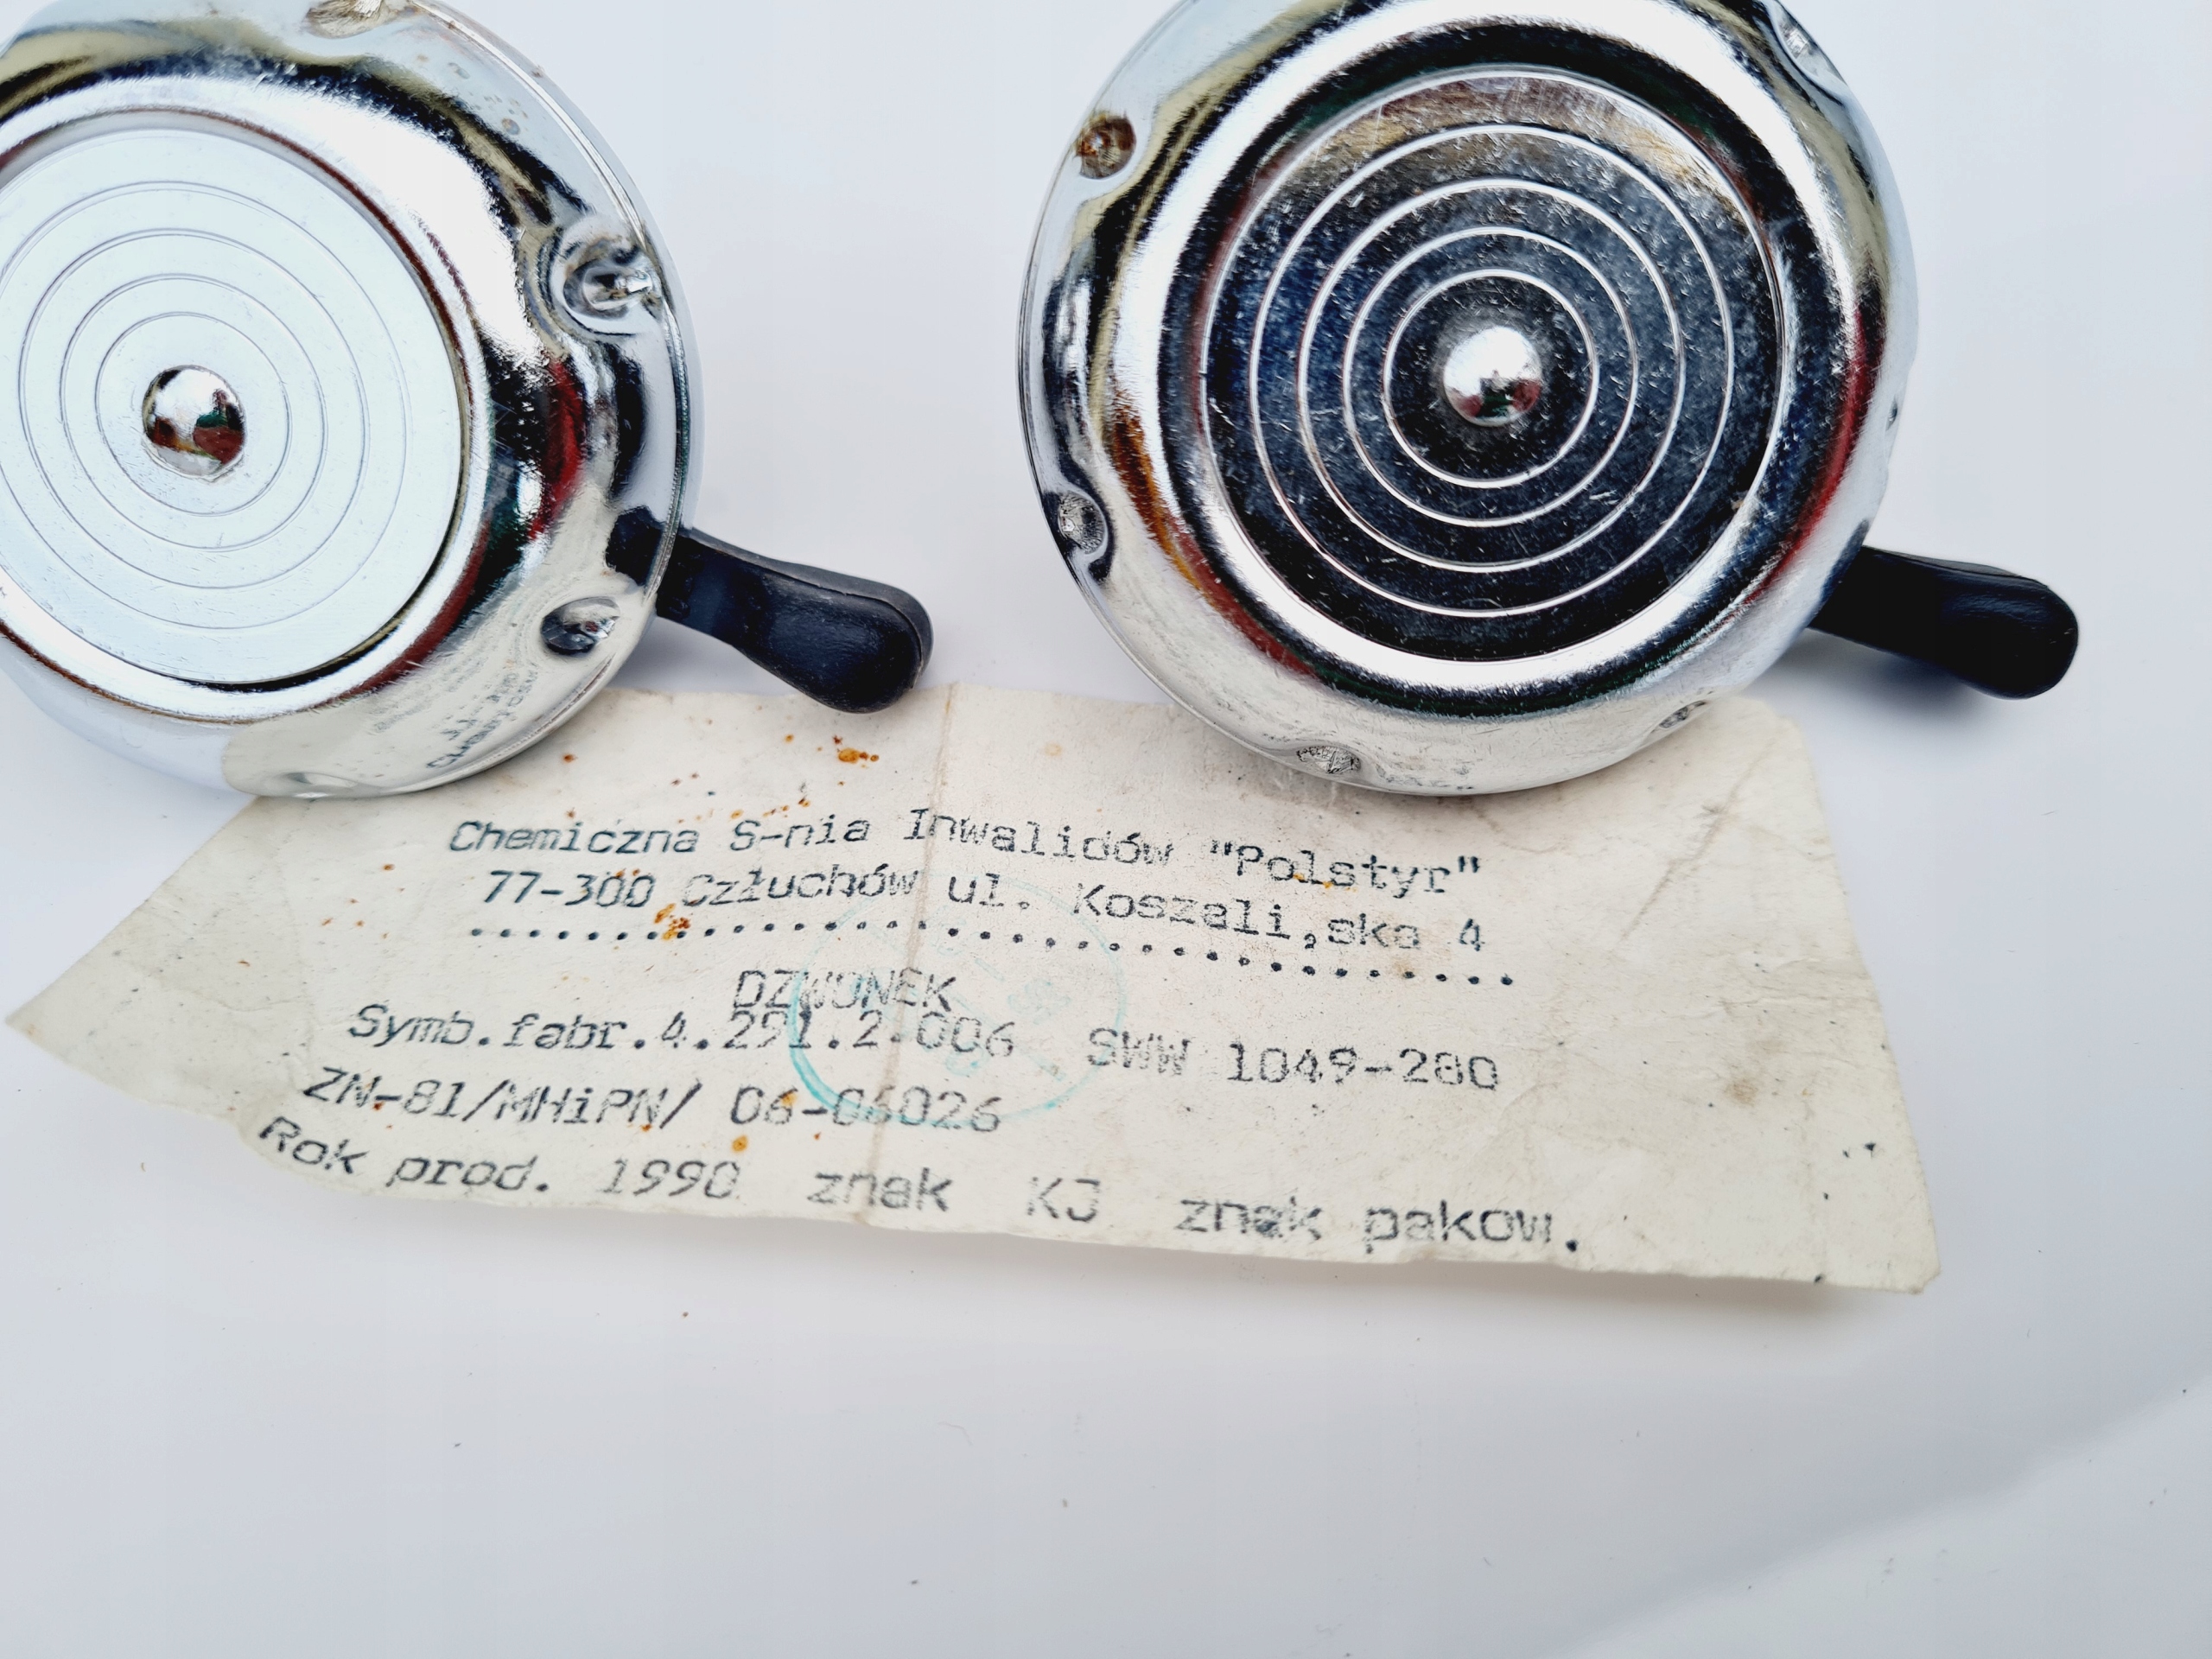 Chemiczna S-nia Inwalidów "Polstyr"
77-300 Człuchów ul. Koszali,ska 4
......................................
DZWONEK
Symb.fabr.4.291.2.006 SWW 1049-280
ZN-81/MHiPN/ 06-06026
Rok prod. 1990 znak KJ znak pakow.